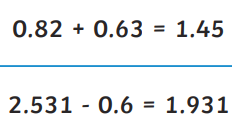 0.82 + 0.63 = 1.45
2.531 - 0.6 = 1.931